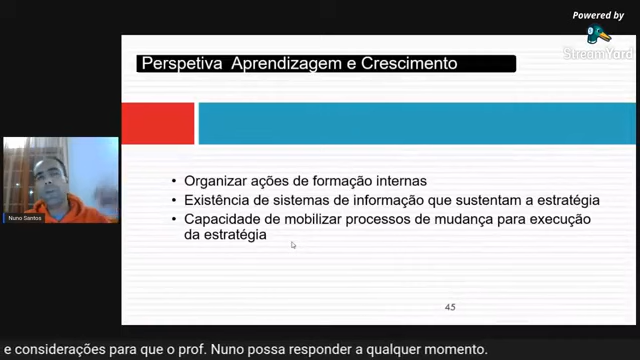 Powered by
StreamYard
Perspetiva Aprendizagem e Crescimento
• Organizar ações de formação internas
• Existência de sistemas de informação que sustentam a estratégia
• Capacidade de mobilizar processos de mudança para execução
da estratégia
Nuno Santos
45
e considerações para que o prof. Nuno possa responder a qualquer momento.